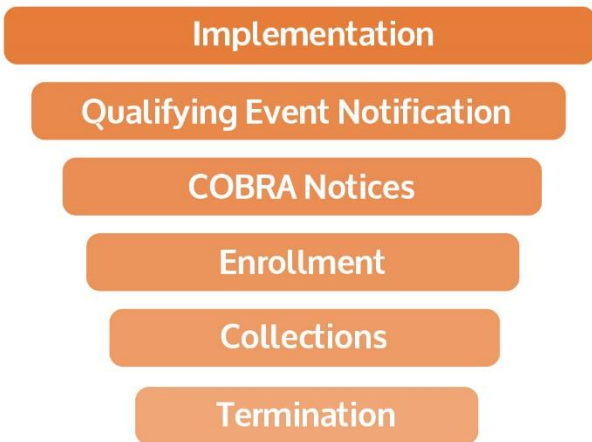 Implementation
Qualifying Event Notification
COBRA Notices
Enrollment
Collections
Termination